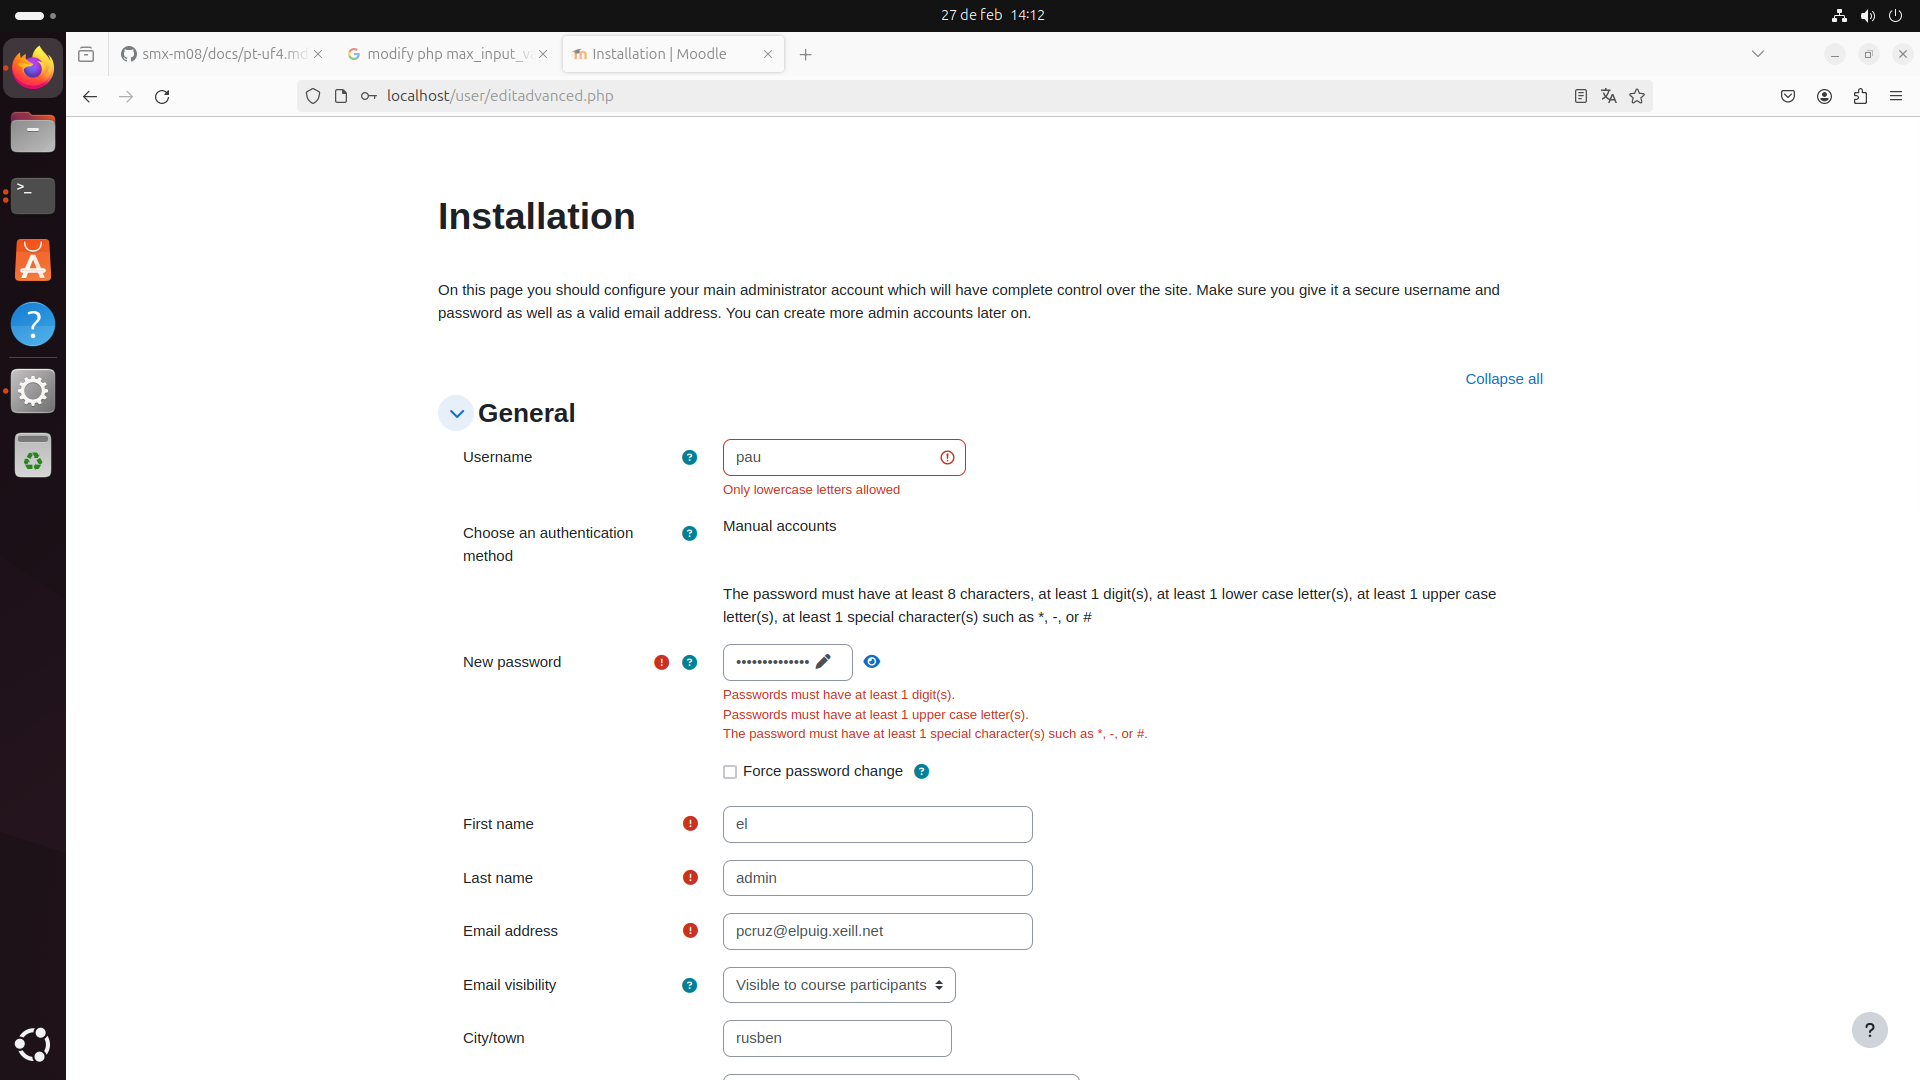 27 de feb 14:12
smx-m08/docs/pt-uf4.md
modify php max_input_va
Installation | Moodle
localhost/user/editadvanced.php
Installation
On this page you should configure your main administrator account which will have complete control over the site. Make sure you give it a secure username and
password as well as a valid email address. You can create more admin accounts later on.
Collapse all
General
Username
pau
Only lowercase letters allowed
Choose an authentication
method
Manual accounts
The password must have at least 8 characters, at least 1 digit(s), at least 1 lower case letter(s), at least 1 upper case
letter(s), at least 1 special character(s) such as *, -, or #
New password
••••••••••••••
Passwords must have at least 1 digit(s).
Passwords must have at least 1 upper case letter(s).
The password must have at least 1 special character(s) such as *, -, or #.
Force password change
First name
el
Last name
admin
Email address
pcruz@elpuig.xeill.net
Email visibility
Visible to course participants
City/town
rusben